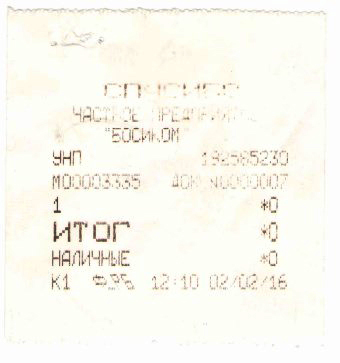 СПАСИБО
ЧАСТНОЕ ПРЕДПРИЯТИЕ
"БОСИКОМ"
УНП 192565230
М00003335 ДОК N0000007
1 *0
ИТОГ *0
НАЛИЧНЫЕ *0
К1 12:10 02/02/16